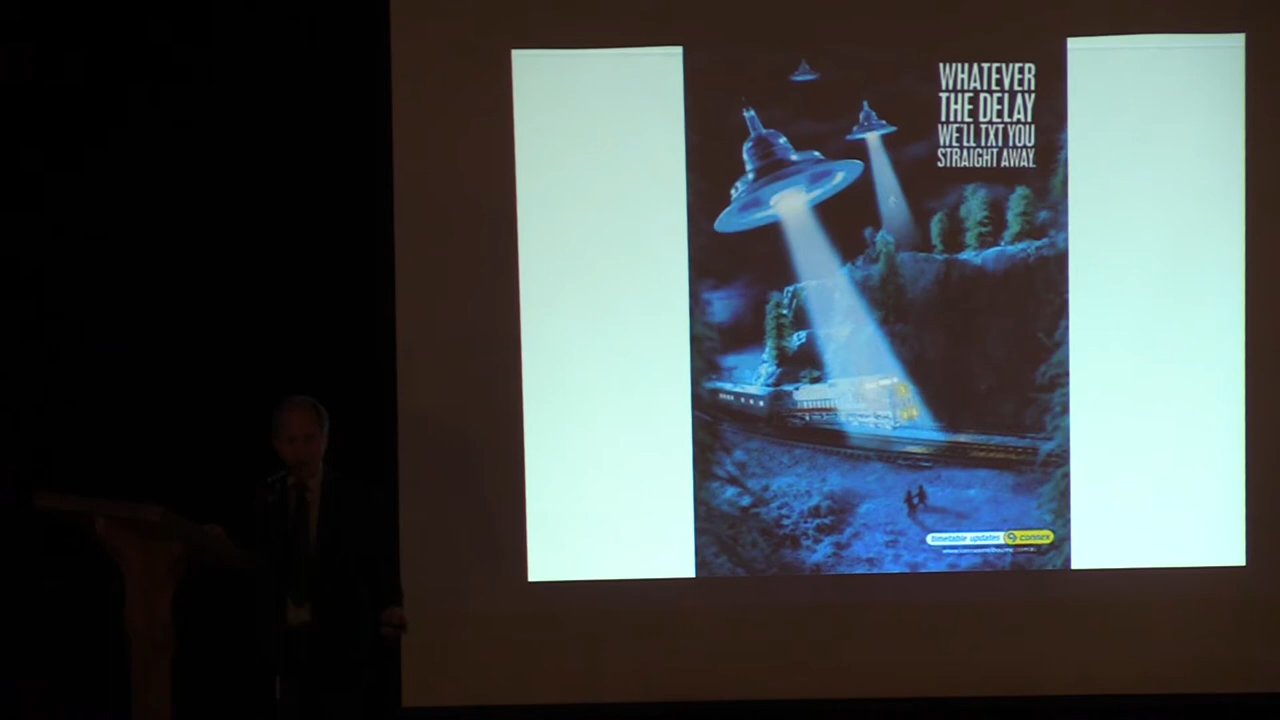 WHATEVER
THE DELAY
WE'LL TXT YOU
STRAIGHT AWAY.
timetable updates connex